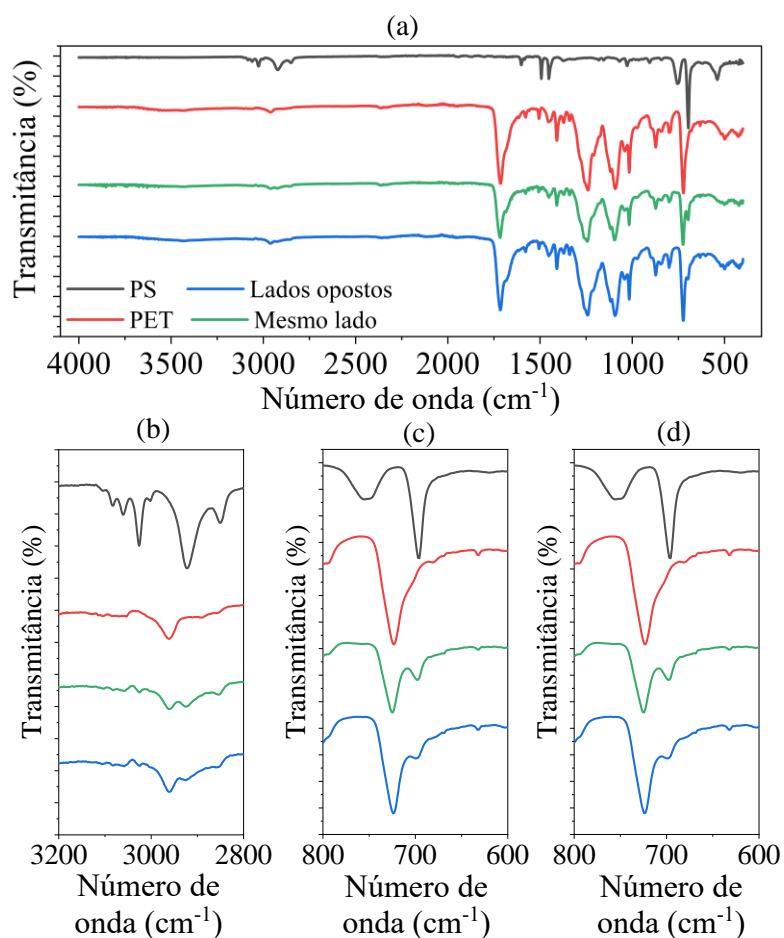 (a)
Transmitância (%)
PS
Lados opostos
PET
Mesmo lado
4000 3500 3000 2500 2000 1500 1000 500
Número de onda (cm⁻¹)
(b)
(c)
(d)
Transmitância (%)
Transmitância (%)
Transmitância (%)
3200 3000 2800
800 700 600
800 700 600
Número de
onda (cm⁻¹)
Número de
onda (cm⁻¹)
Número de
onda (cm⁻¹)